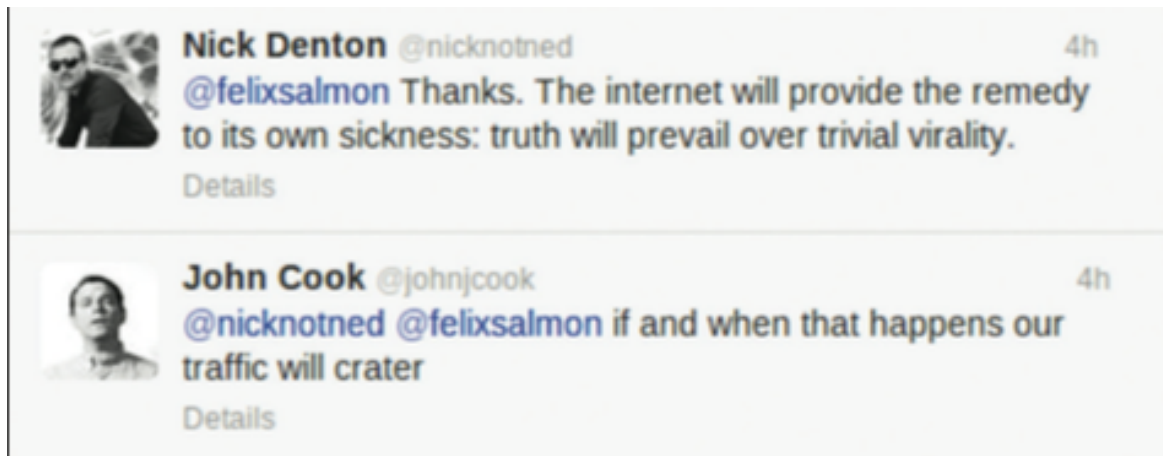 Nick Denton @nicknotned 4h
@felixsalmon Thanks. The internet will provide the remedy
to its own sickness: truth will prevail over trivial virality.
Details
John Cook @johnjcook 4h
@nicknotned @felixsalmon if and when that happens our
traffic will crater
Details